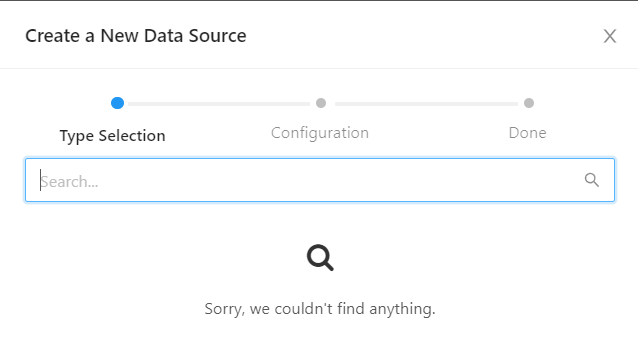 Create a New Data Source
Type Selection
Configuration
Done
Search...
Sorry, we couldn't find anything.